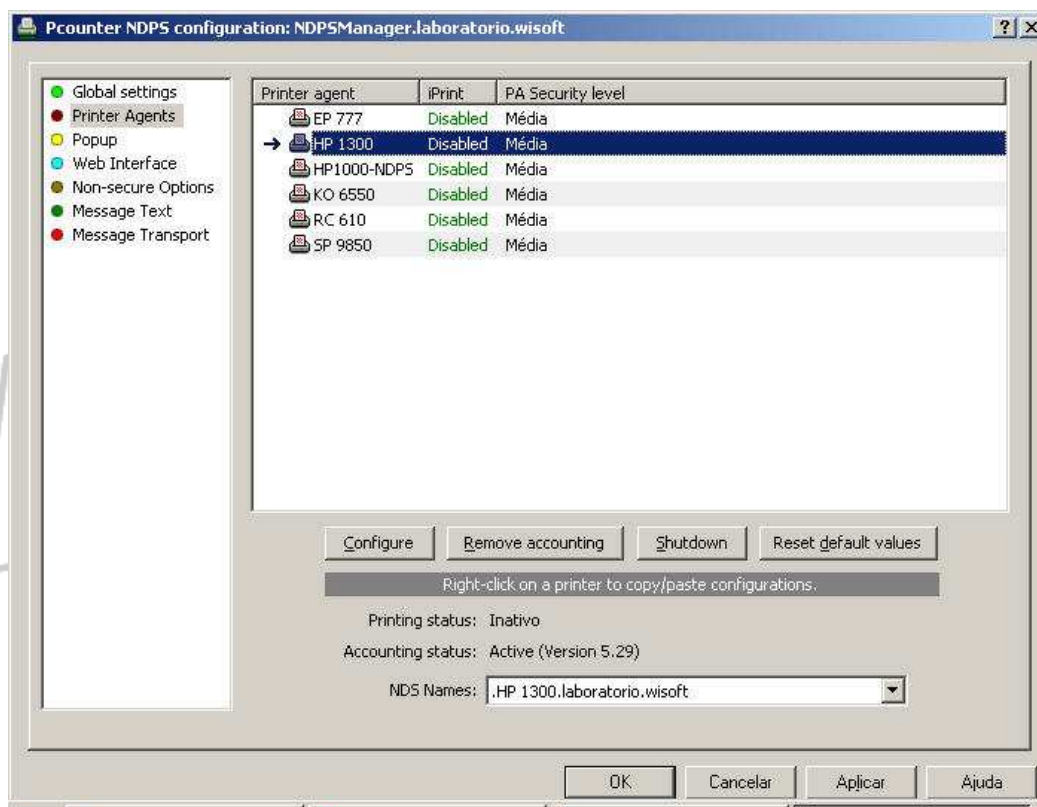 Pcounter NDPS configuration: NDPSManager.laboratorio.wisoft
Global settings
Printer Agents
Popup
Web Interface
Non-secure Options
Message Text
Message Transport
Printer agent iPrint PA Security level
EP 777 Disabled Média
HP 1300 Disabled Média
HP1000-NDPS Disabled Média
KO 6550 Disabled Média
RC 610 Disabled Média
SP 9850 Disabled Média
Configure Remove accounting Shutdown Reset default values
Right-click on a printer to copy/paste configurations.
Printing status: Inativo
Accounting status: Active (Version 5.29)
NDS Names: .HP 1300.laboratorio.wisoft
OK Cancelar Aplicar Ajuda